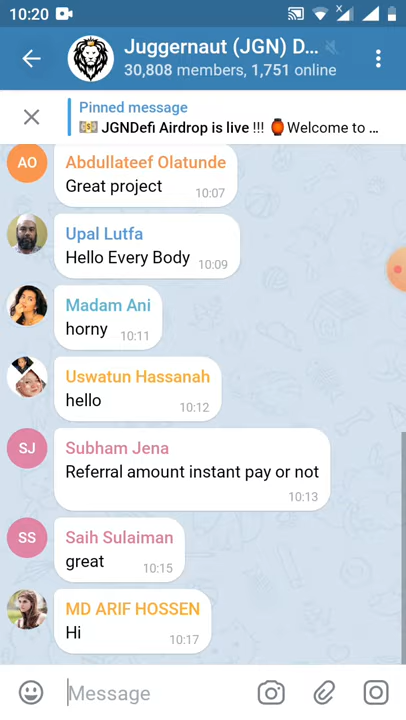 10:20
Juggernaut (JGN) D...
30,808 members, 1,751 online
Pinned message
💵 JGNDefi Airdrop is live !!! 🏮Welcome to ...
AO
Abdullateef Olatunde
Great project
10:07
Upal Lutfa
Hello Every Body
10:09
Madam Ani
horny
10:11
Uswatun Hassanah
hello
10:12
SJ
Subham Jena
Referral amount instant pay or not
10:13
SS
Saih Sulaiman
great
10:15
MD ARIF HOSSEN
Hi
10:17
Message